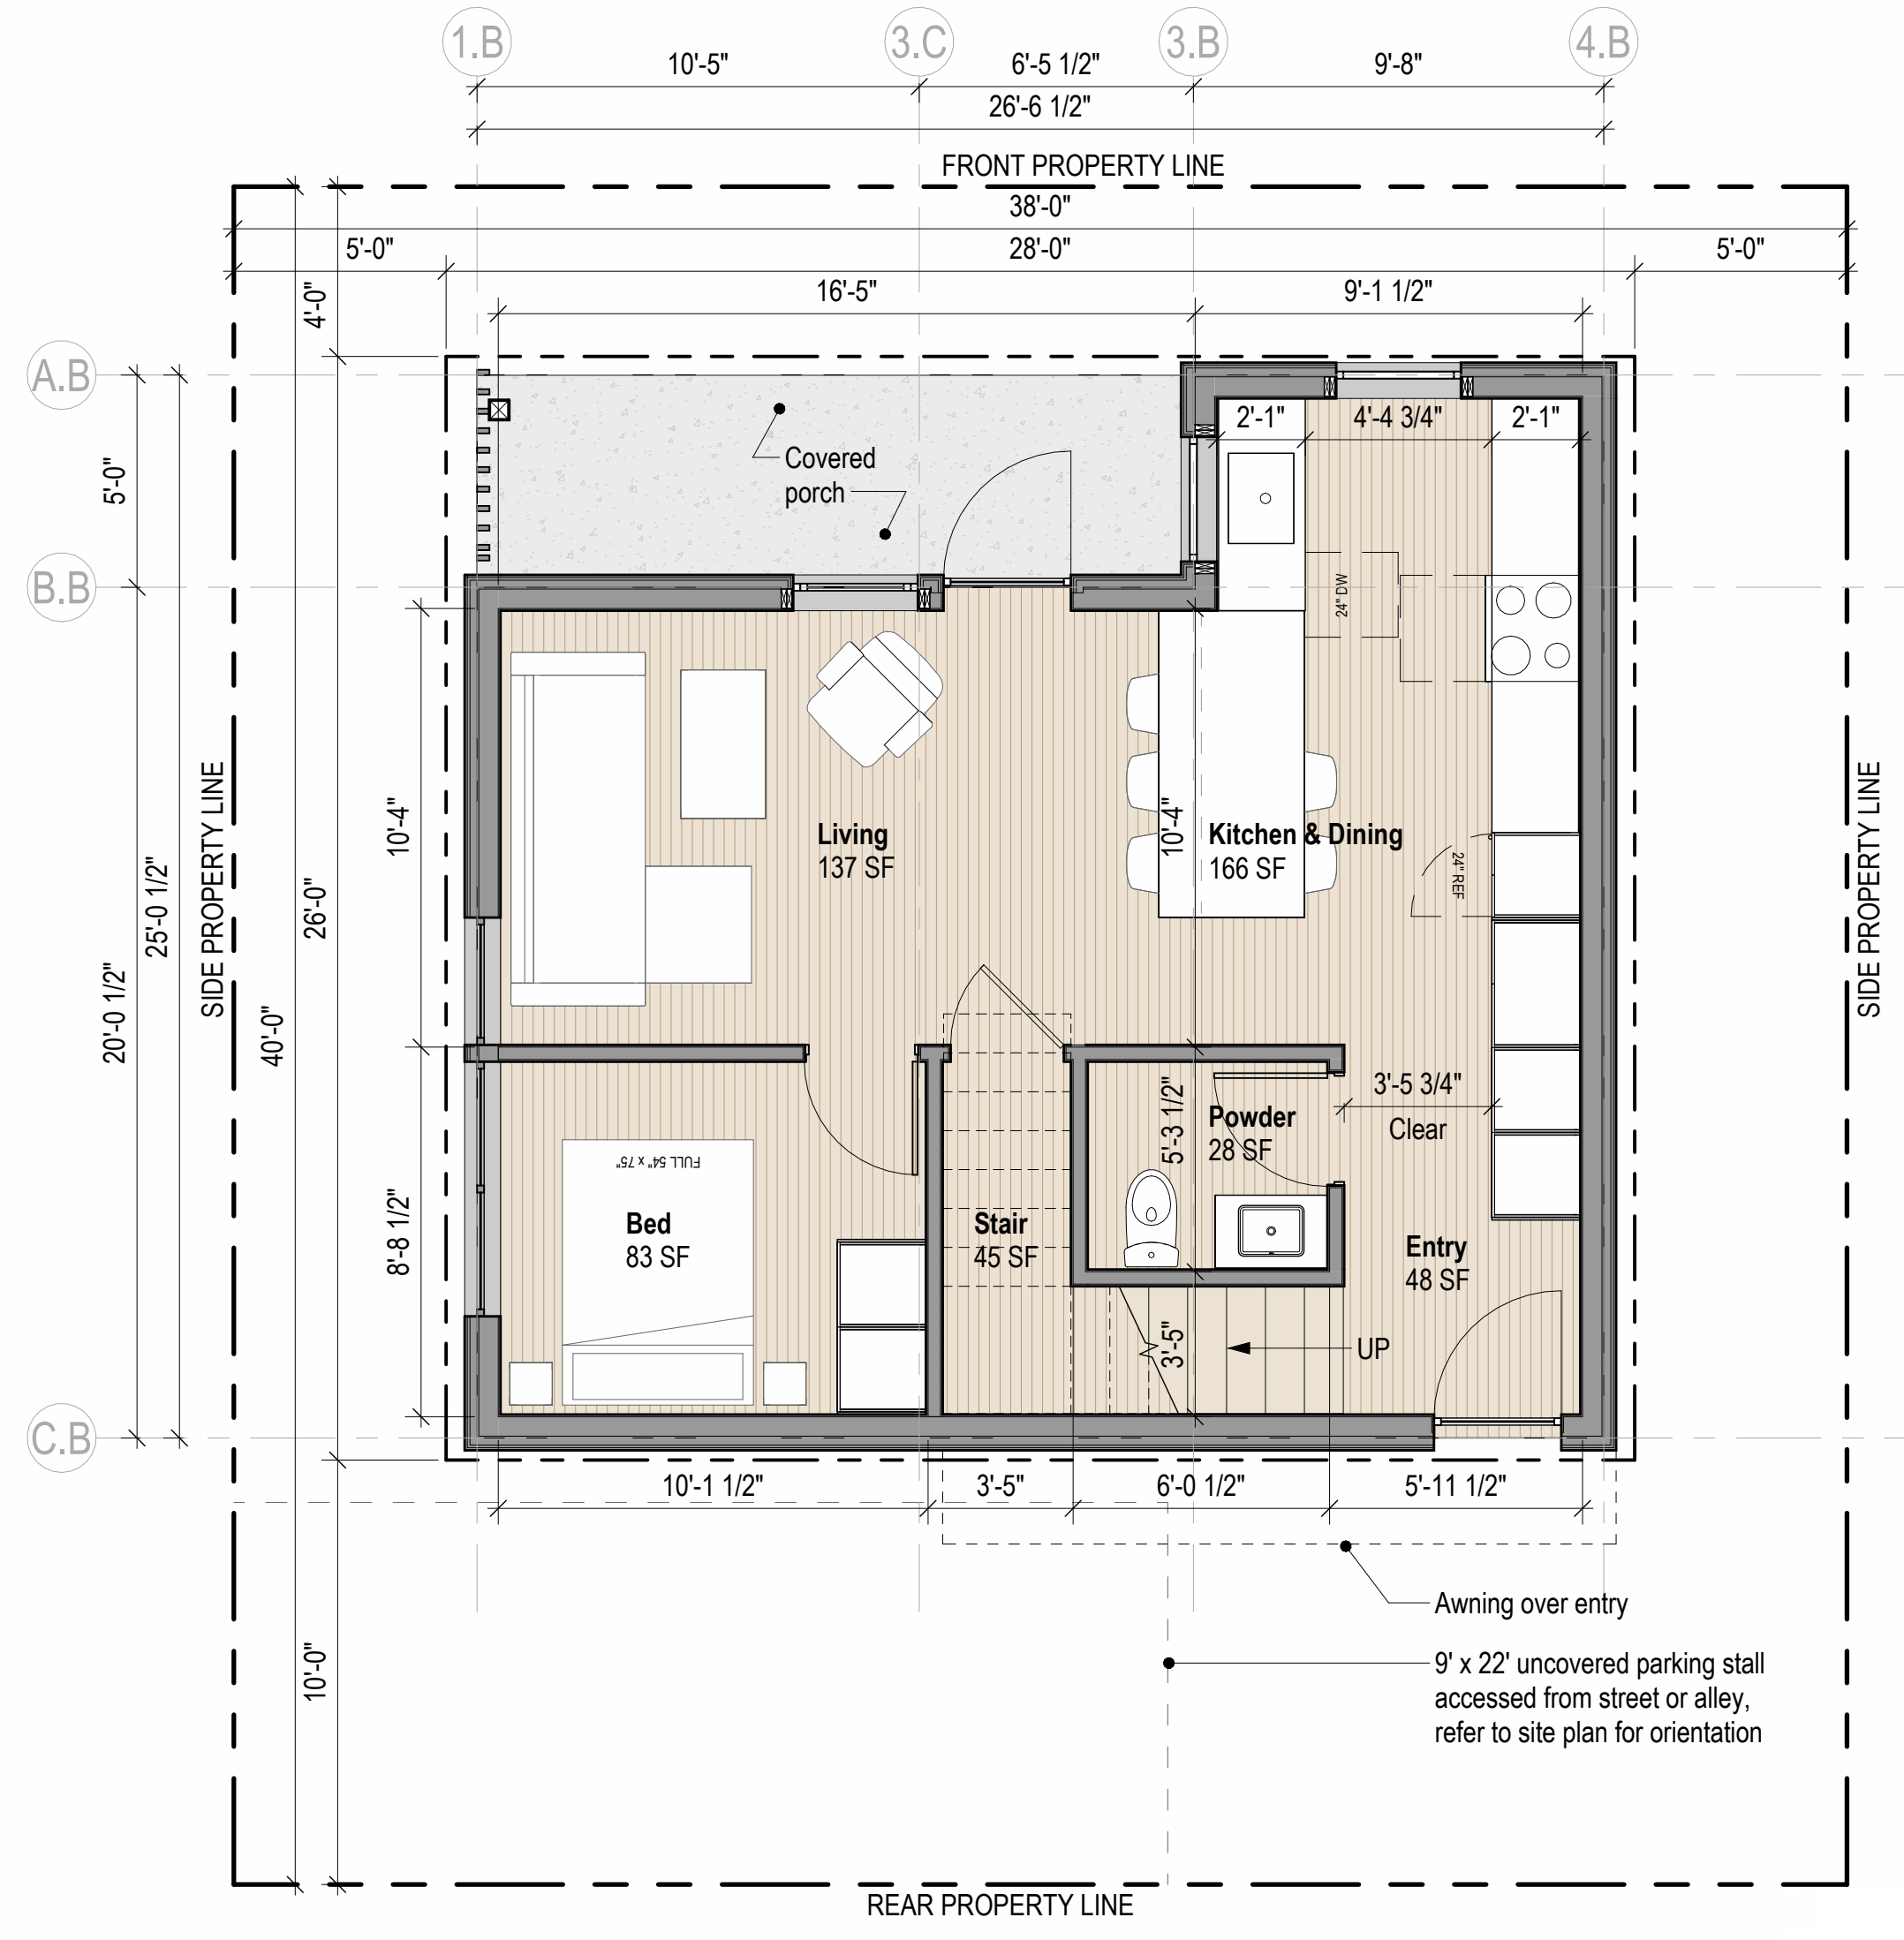 1.B 3.C 3.B 4.B
10'-5" 6'-5 1/2" 9'-8"
26'-6 1/2"
FRONT PROPERTY LINE
38'-0"
5'-0" 28'-0" 5'-0"
4'-0"
16'-5" 9'-1 1/2"
A.B
2'-1" 4'-4 3/4" 2'-1"
5'-0"
Covered
porch
B.B
24" DW
SIDE PROPERTY LINE
SIDE PROPERTY LINE
10'-4"
10'-4"
Living
137 SF
Kitchen & Dining
166 SF
24" REF
25'-0 1/2"
26'-0"
20'-0 1/2"
40'-0"
3'-5 3/4"
Clear
5'-3 1/2"
Powder
28 SF
FULL 54" x 75"
8'-8 1/2"
Bed
83 SF
Stair
45 SF
Entry
48 SF
3'-5"
UP
C.B
10'-1 1/2" 3'-5" 6'-0 1/2" 5'-11 1/2"
Awning over entry
10'-0"
9' x 22' uncovered parking stall
accessed from street or alley,
refer to site plan for orientation
REAR PROPERTY LINE